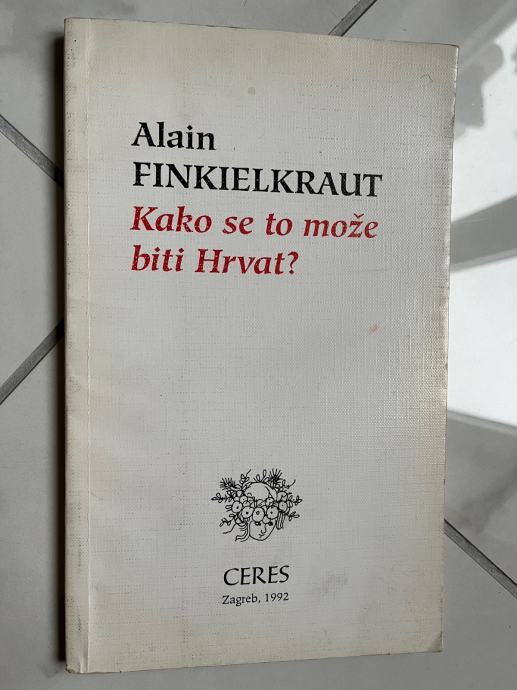 Alain
FINKIELKRAUT
Kako se to može
biti Hrvat?
CERES
Zagreb, 1992